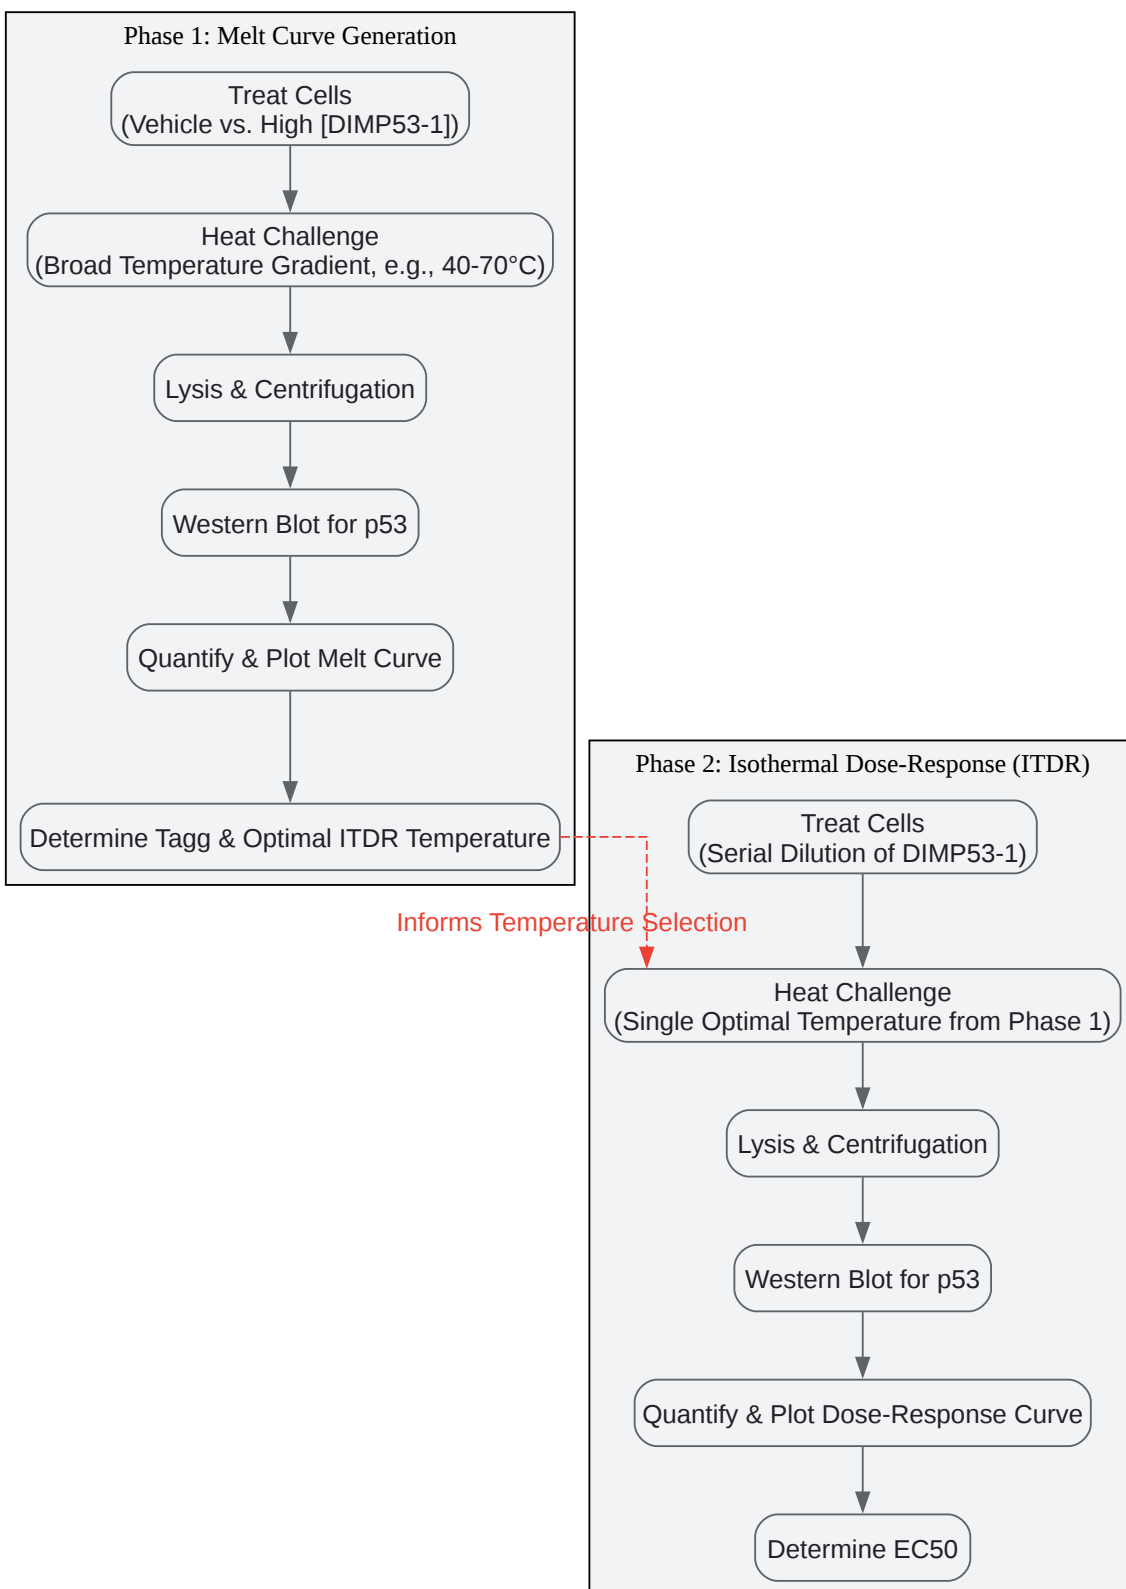 Phase 1: Melt Curve Generation
Treat Cells
(Vehicle vs. High [DIMP53-1])
Heat Challenge
(Broad Temperature Gradient, e.g., 40-70°C)
Lysis & Centrifugation
Western Blot for p53
Quantify & Plot Melt Curve
Determine Tagg & Optimal ITDR Temperature
Informs Temperature Selection
Phase 2: Isothermal Dose-Response (ITDR)
Treat Cells
(Serial Dilution of DIMP53-1)
Heat Challenge
(Single Optimal Temperature from Phase 1)
Lysis & Centrifugation
Western Blot for p53
Quantify & Plot Dose-Response Curve
Determine EC50